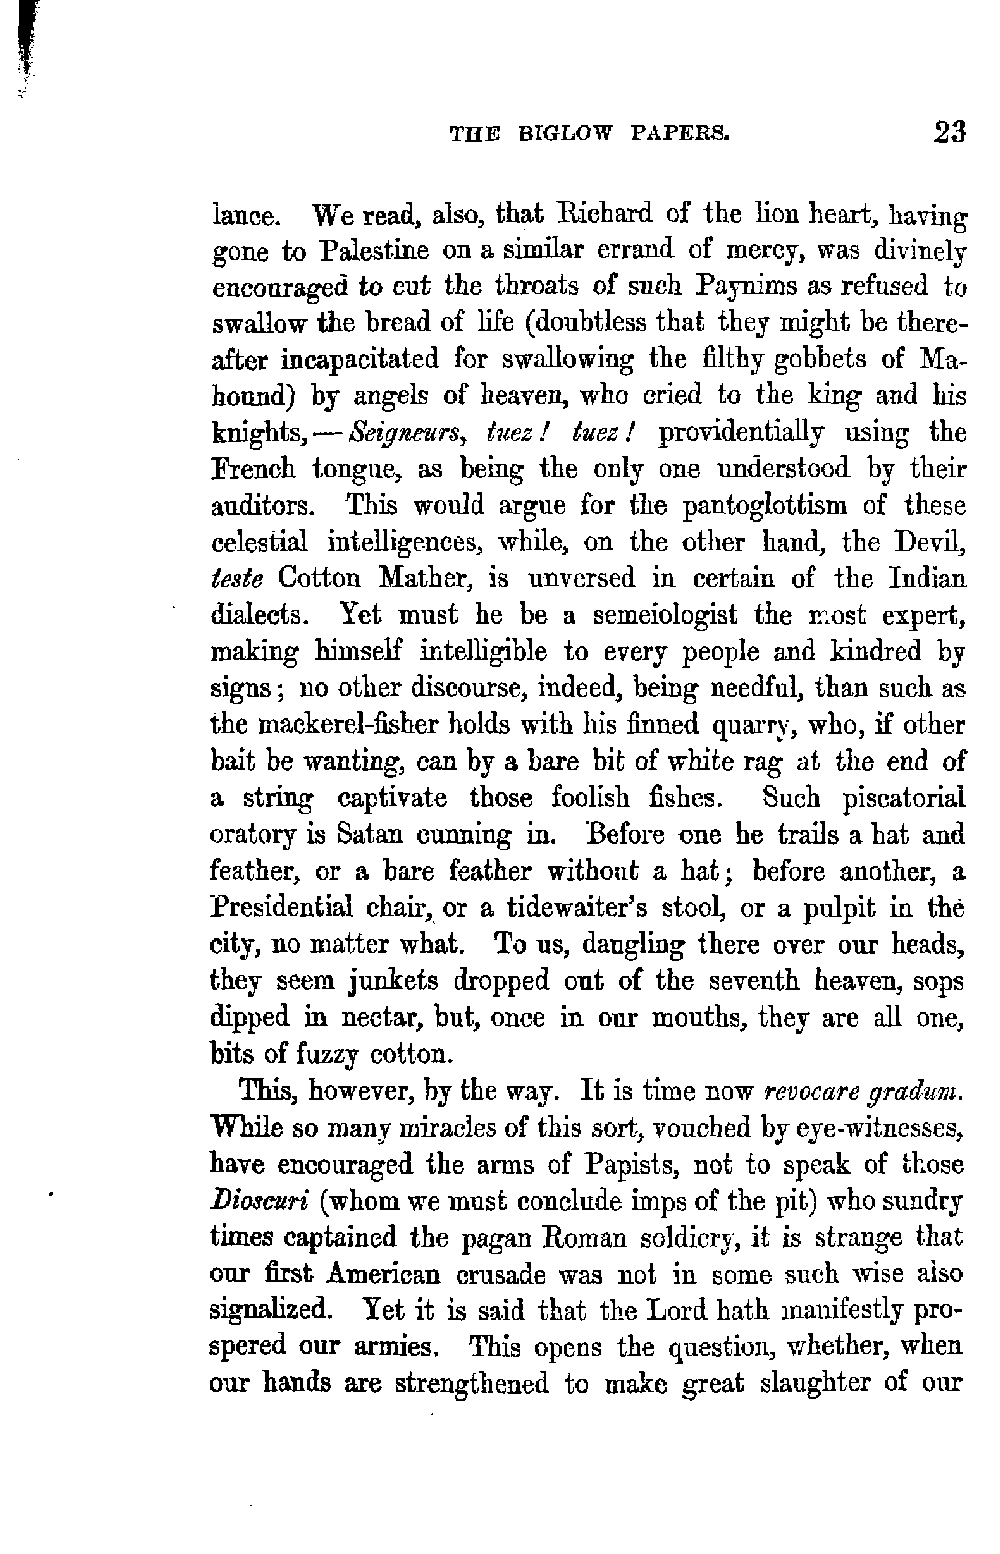 THE BIGLOW PAPERS. 23
lance. We read, also, that Richard of the lion heart, having
gone to Palestine on a similar errand of mercy, was divinely
encouraged to cut the throats of such Paynims as refused to
swallow the bread of life (doubtless that they might be there-
after incapacitated for swallowing the filthy gobbets of Ma-
hound) by angels of heaven, who cried to the king and his
knights,—Seigneurs, tuez! tuez! providentially using the
French tongue, as being the only one understood by their
auditors. This would argue for the pantoglottism of these
celestial intelligences, while, on the other hand, the Devil,
teste Cotton Mather, is unversed in certain of the Indian
dialects. Yet must he be a semeiologist the most expert,
making himself intelligible to every people and kindred by
signs; no other discourse, indeed, being needful, than such as
the mackerel-fisher holds with his finned quarry, who, if other
bait be wanting, can by a bare bit of white rag at the end of
a string captivate those foolish fishes. Such piscatorial
oratory is Satan cunning in. Before one he trails a hat and
feather, or a bare feather without a hat; before another, a
Presidential chair, or a tidewaiter's stool, or a pulpit in the
city, no matter what. To us, dangling there over our heads,
they seem junkets dropped out of the seventh heaven, sops
dipped in nectar, but, once in our mouths, they are all one,
bits of fuzzy cotton.
This, however, by the way. It is time now revocare gradum.
While so many miracles of this sort, vouched by eye-witnesses,
have encouraged the arms of Papists, not to speak of those
Dioscuri (whom we must conclude imps of the pit) who sundry
times captained the pagan Roman soldiery, it is strange that
our first American crusade was not in some such wise also
signalized. Yet it is said that the Lord hath manifestly pro-
spered our armies. This opens the question, whether, when
our hands are strengthened to make great slaughter of our